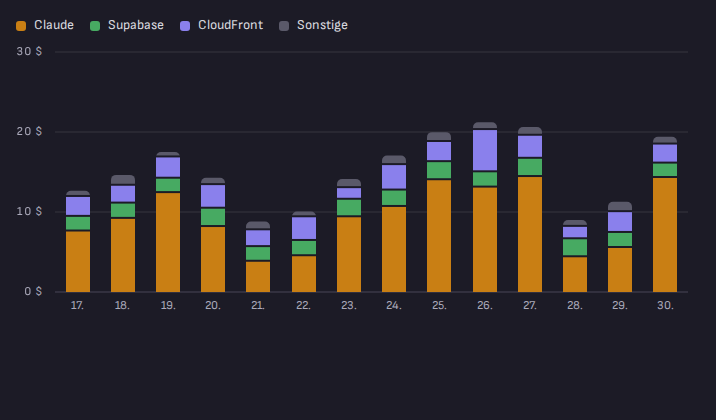 Claude Supabase CloudFront Sonstige
30 $
20 $
10 $
0 $
17. 18. 19. 20. 21. 22. 23. 24. 25. 26. 27. 28. 29. 30.